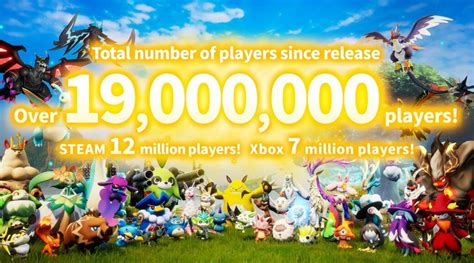 Total number of players since release
Over 19,000,000 players!
STEAM 12 million players! Xbox 7 million players!